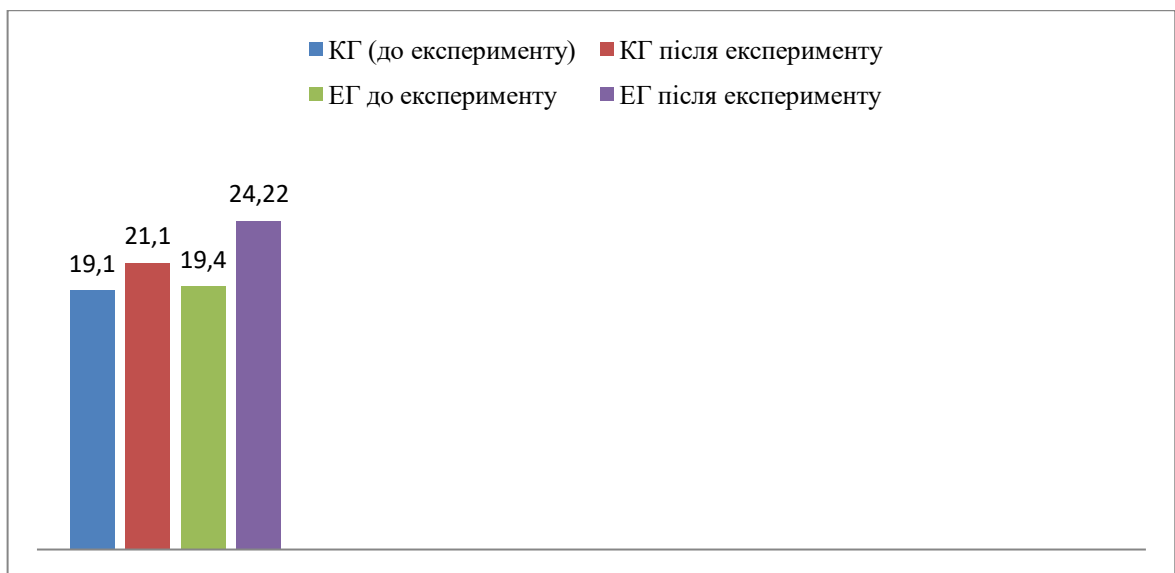 КГ (до експерименту) КГ після експерименту
ЕГ до експерименту ЕГ після експерименту
24,22
21,1
19,1 19,4